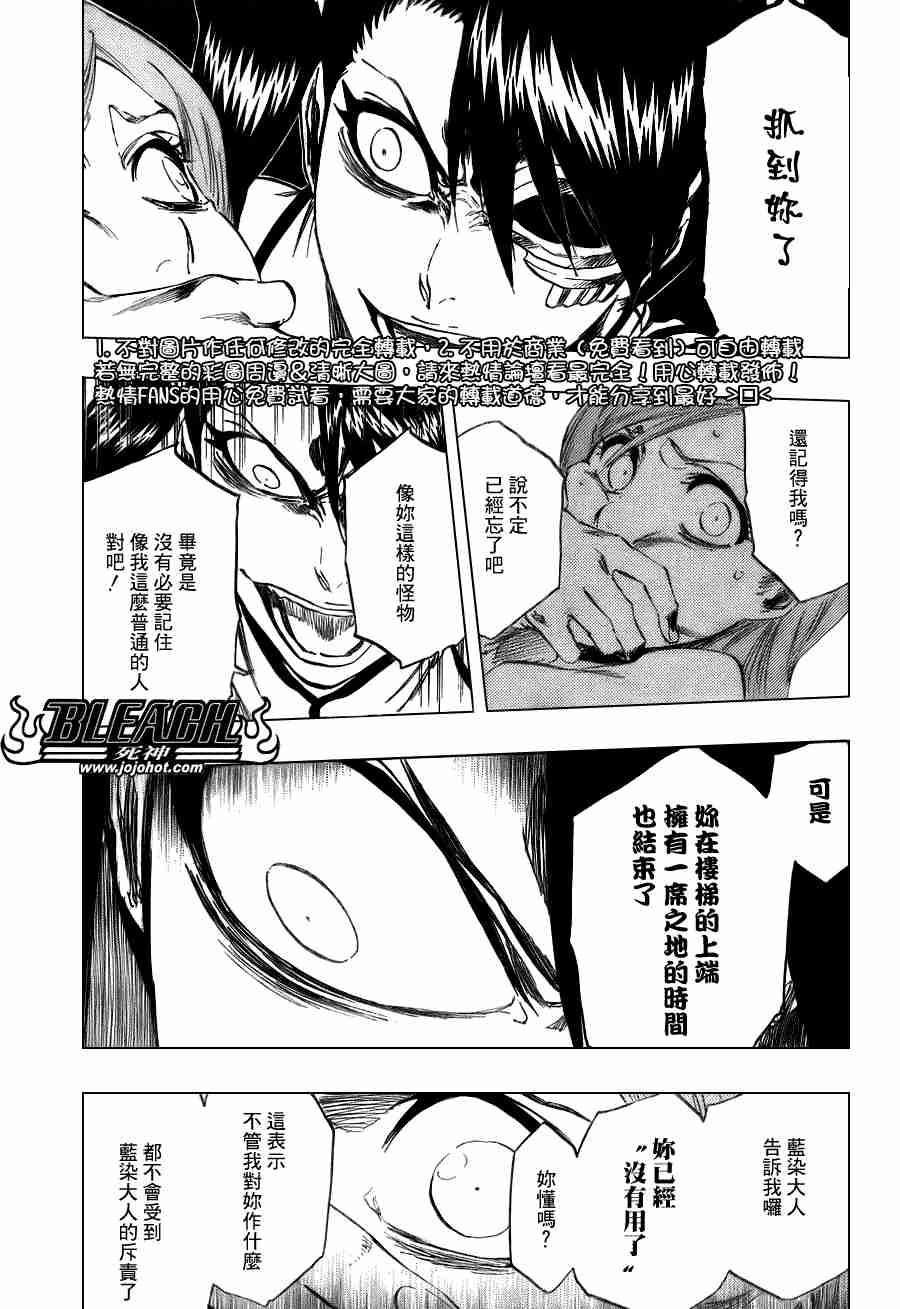 抓到妳了
1. 不對圖片作任何修改的完全轉載，2. 不用於商業（免費看到）可自由轉載
若無完整的彩圖周漫&清晰大圖，請來熱情論壇看最完全！用心轉載發佈！
熱情FANS的用心免費試看，需要大家的轉載道德，才能分享到最好 >口<
還記得我嗎？
說不定
已經忘了吧
像妳這樣的怪物
畢竟是
沒有必要記住
像我這麼普通的人
對吧！
BLEACH
死神
www.jojohot.com
可是
妳在樓梯的上端
擁有一席之地的時間
也結束了
藍染大人
告訴我囉
妳已經
“沒有用了”
妳懂嗎？
這表示
不管我對妳作什麼
都不會受到
藍染大人的斥責了